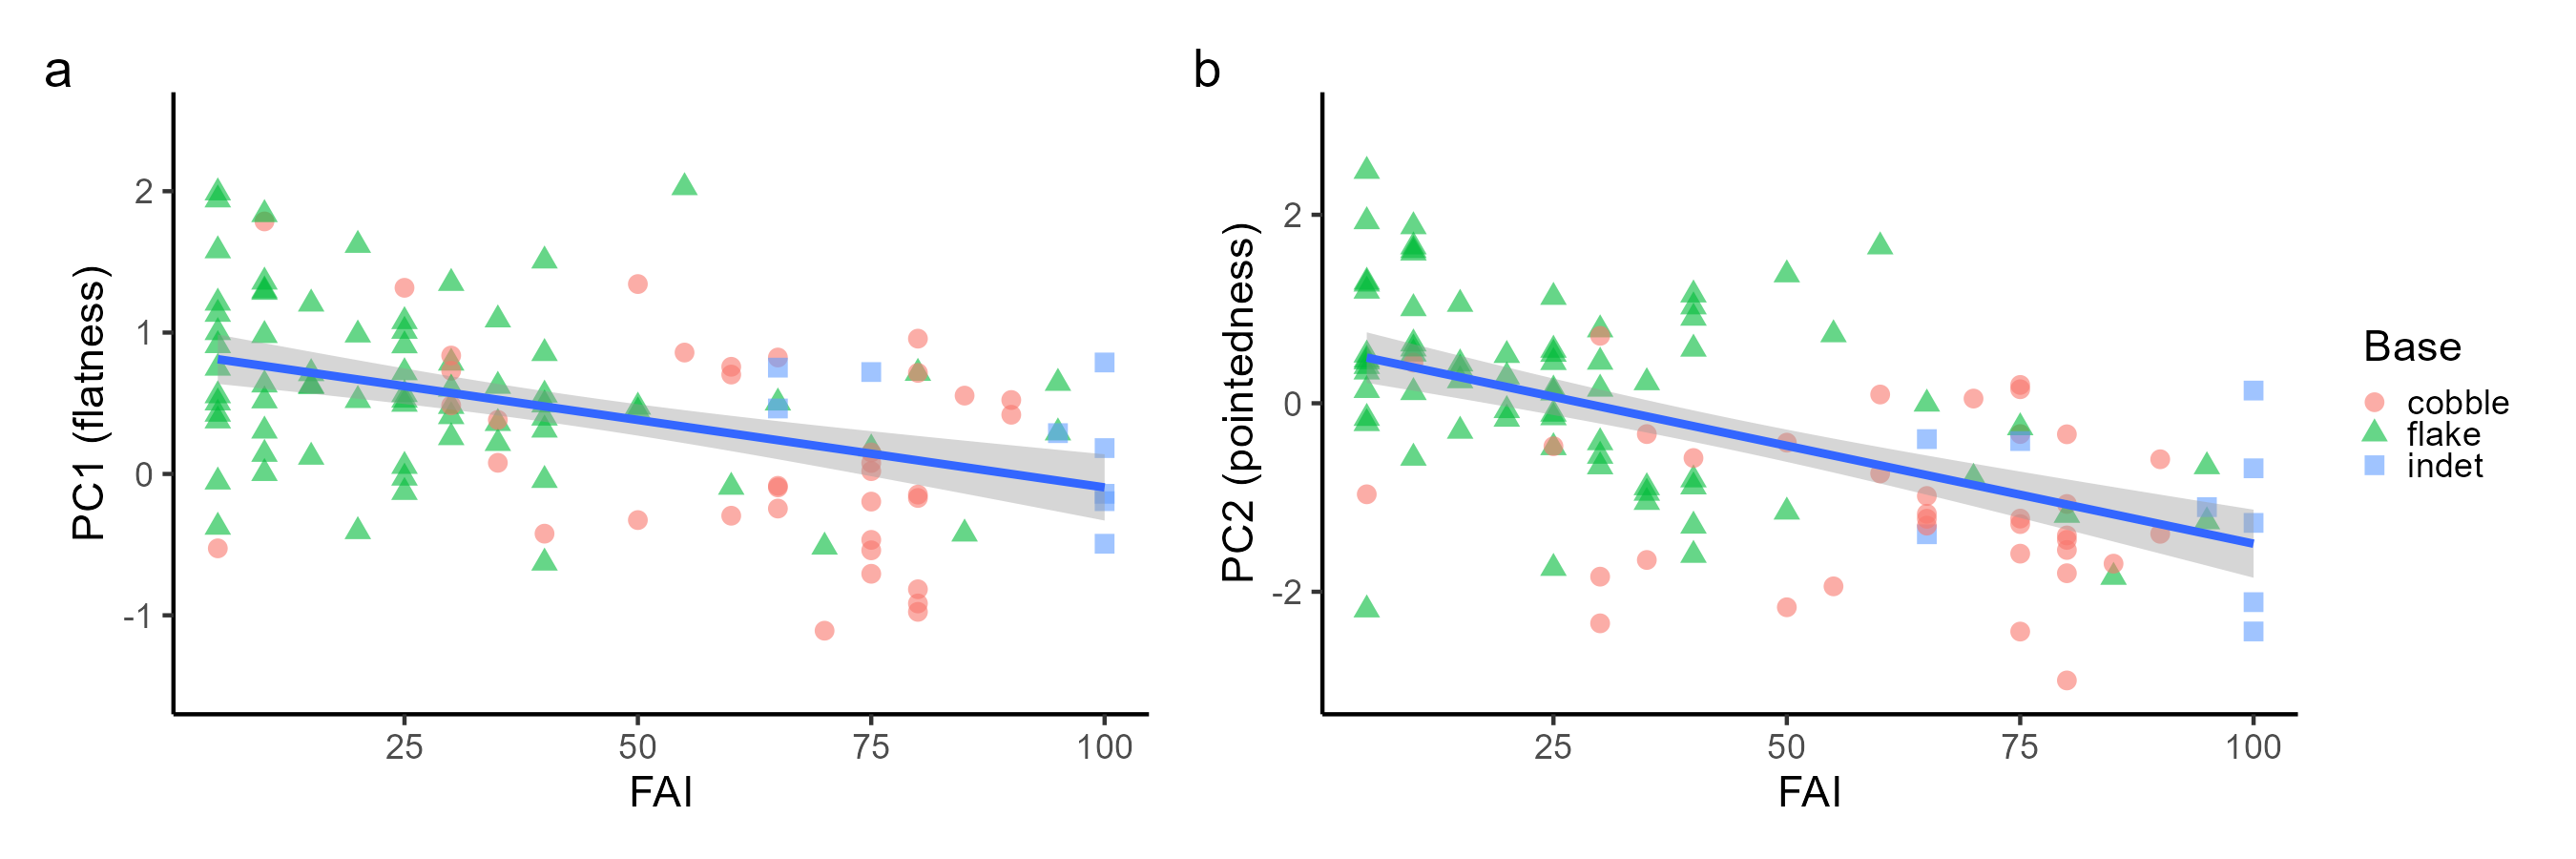 a
PC1 (flatness)
2
1
0
-1
25 50 75 100
FAI
b
PC2 (pointedness)
2
0
-2
25 50 75 100
FAI
Base
cobble
flake
indet